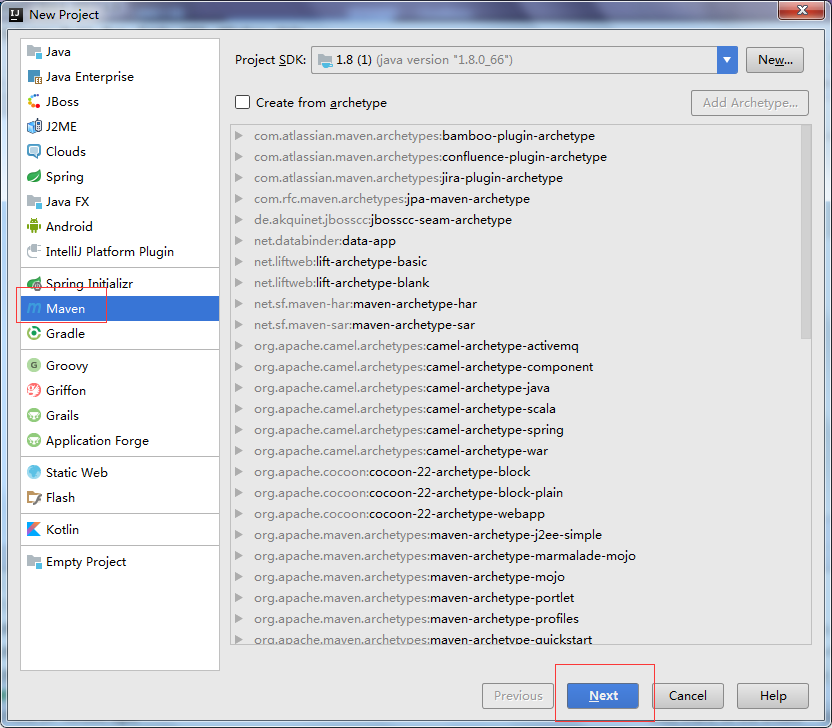 New Project
Java
Java Enterprise
JBoss
J2ME
Clouds
Spring
Java FX
Android
IntelliJ Platform Plugin
Spring Initializr
Maven
Gradle
Groovy
Griffon
Grails
Application Forge
Static Web
Flash
Kotlin
Empty Project
Project SDK: 1.8 (1) (java version "1.8.0_66") New...
Create from archetype Add Archetype...
com.atlassian.maven.archetypes:bamboo-plugin-archetype
com.atlassian.maven.archetypes:confluence-plugin-archetype
com.atlassian.maven.archetypes:jira-plugin-archetype
com.rfc.maven.archetypes:jpa-maven-archetype
de.akquinet.jbosscc:jbosscc-seam-archetype
net.databinder:data-app
net.liftweb:lift-archetype-basic
net.liftweb:lift-archetype-blank
net.sf.maven-har:maven-archetype-har
net.sf.maven-sar:maven-archetype-sar
org.apache.camel.archetypes:camel-archetype-activemq
org.apache.camel.archetypes:camel-archetype-component
org.apache.camel.archetypes:camel-archetype-java
org.apache.camel.archetypes:camel-archetype-scala
org.apache.camel.archetypes:camel-archetype-spring
org.apache.camel.archetypes:camel-archetype-war
org.apache.cocoon:cocoon-22-archetype-block
org.apache.cocoon:cocoon-22-archetype-block-plain
org.apache.cocoon:cocoon-22-archetype-webapp
org.apache.maven.archetypes:maven-archetype-j2ee-simple
org.apache.maven.archetypes:maven-archetype-marmalade-mojo
org.apache.maven.archetypes:maven-archetype-mojo
org.apache.maven.archetypes:maven-archetype-portlet
org.apache.maven.archetypes:maven-archetype-profiles
org.apache.maven.archetypes:maven-archetype-quickstart
Previous Next Cancel Help